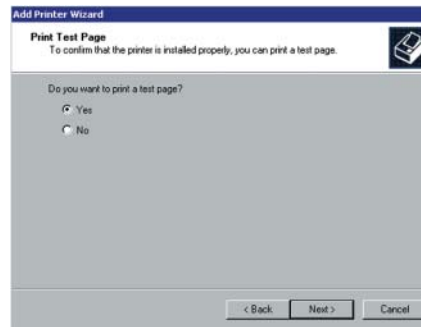 Add Printer Wizard
Print Test Page
To confirm that the printer is installed properly, you can print a test page.
Do you want to print a test page?
Yes
No
< Back Next > Cancel